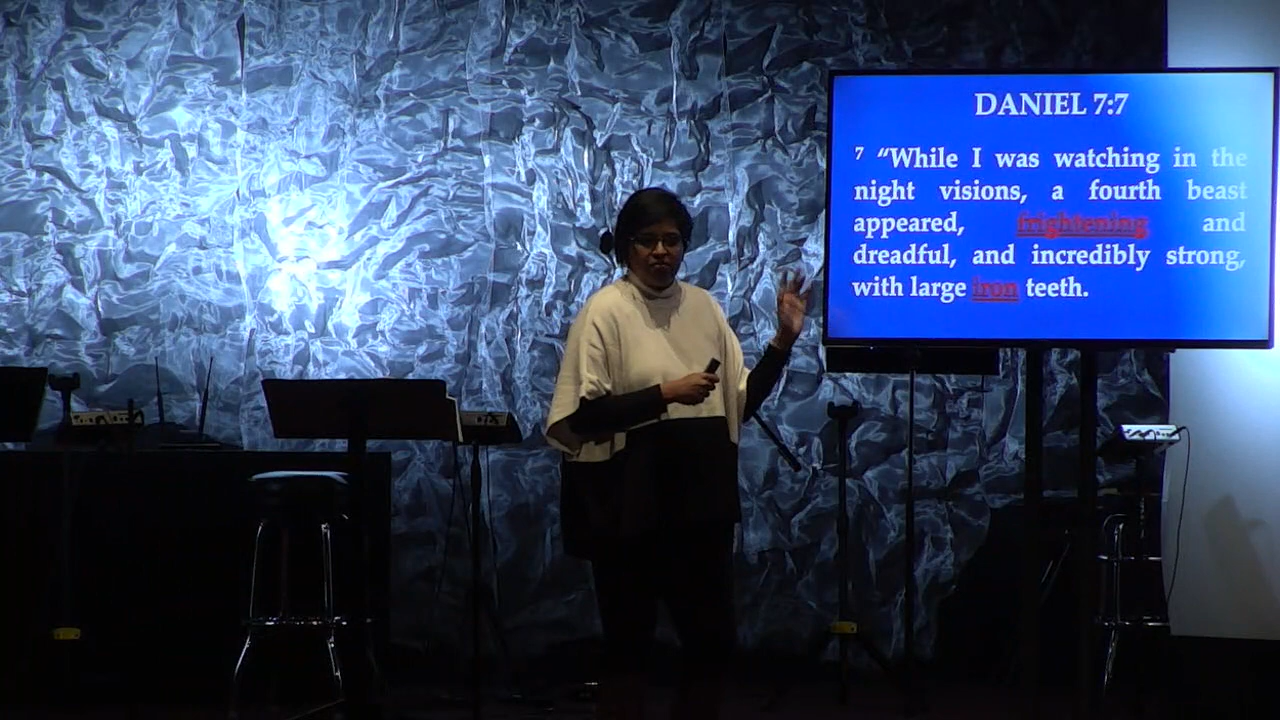 DANIEL 7:7
7 “While I was watching in the
night visions, a fourth beast
appeared, frightening and
dreadful, and incredibly strong,
with large iron teeth.